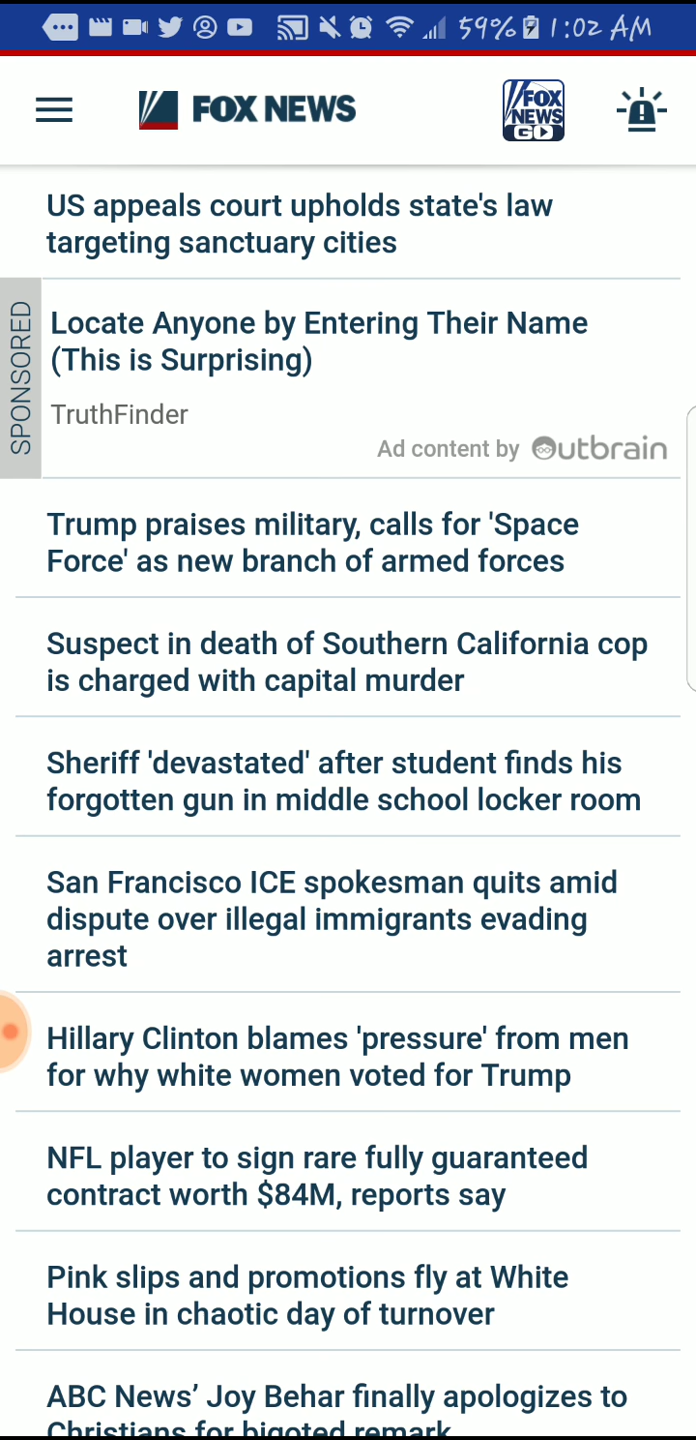 59% 1:02 AM
FOX NEWS
FOX
NEWS
GO
US appeals court upholds state's law
targeting sanctuary cities
SPONSORED
Locate Anyone by Entering Their Name
(This is Surprising)
TruthFinder
Ad content by Outbrain
Trump praises military, calls for 'Space
Force' as new branch of armed forces
Suspect in death of Southern California cop
is charged with capital murder
Sheriff 'devastated' after student finds his
forgotten gun in middle school locker room
San Francisco ICE spokesman quits amid
dispute over illegal immigrants evading
arrest
Hillary Clinton blames 'pressure' from men
for why white women voted for Trump
NFL player to sign rare fully guaranteed
contract worth $84M, reports say
Pink slips and promotions fly at White
House in chaotic day of turnover
ABC News’ Joy Behar finally apologizes to
Christians for bigoted remark